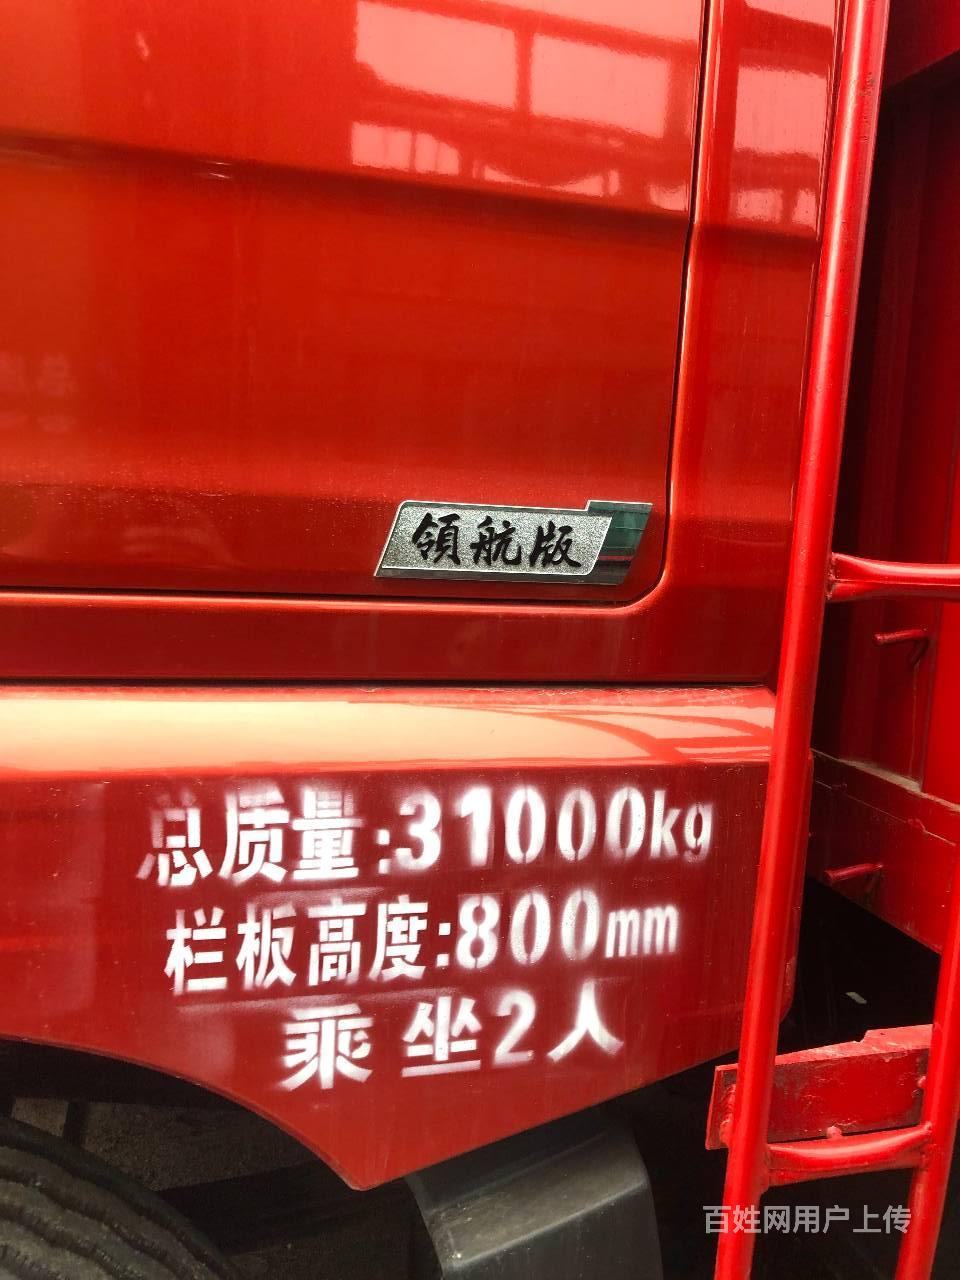 領航版
总质量:31000kg
栏板高度:800mm
乘坐2人
百姓网用户上传